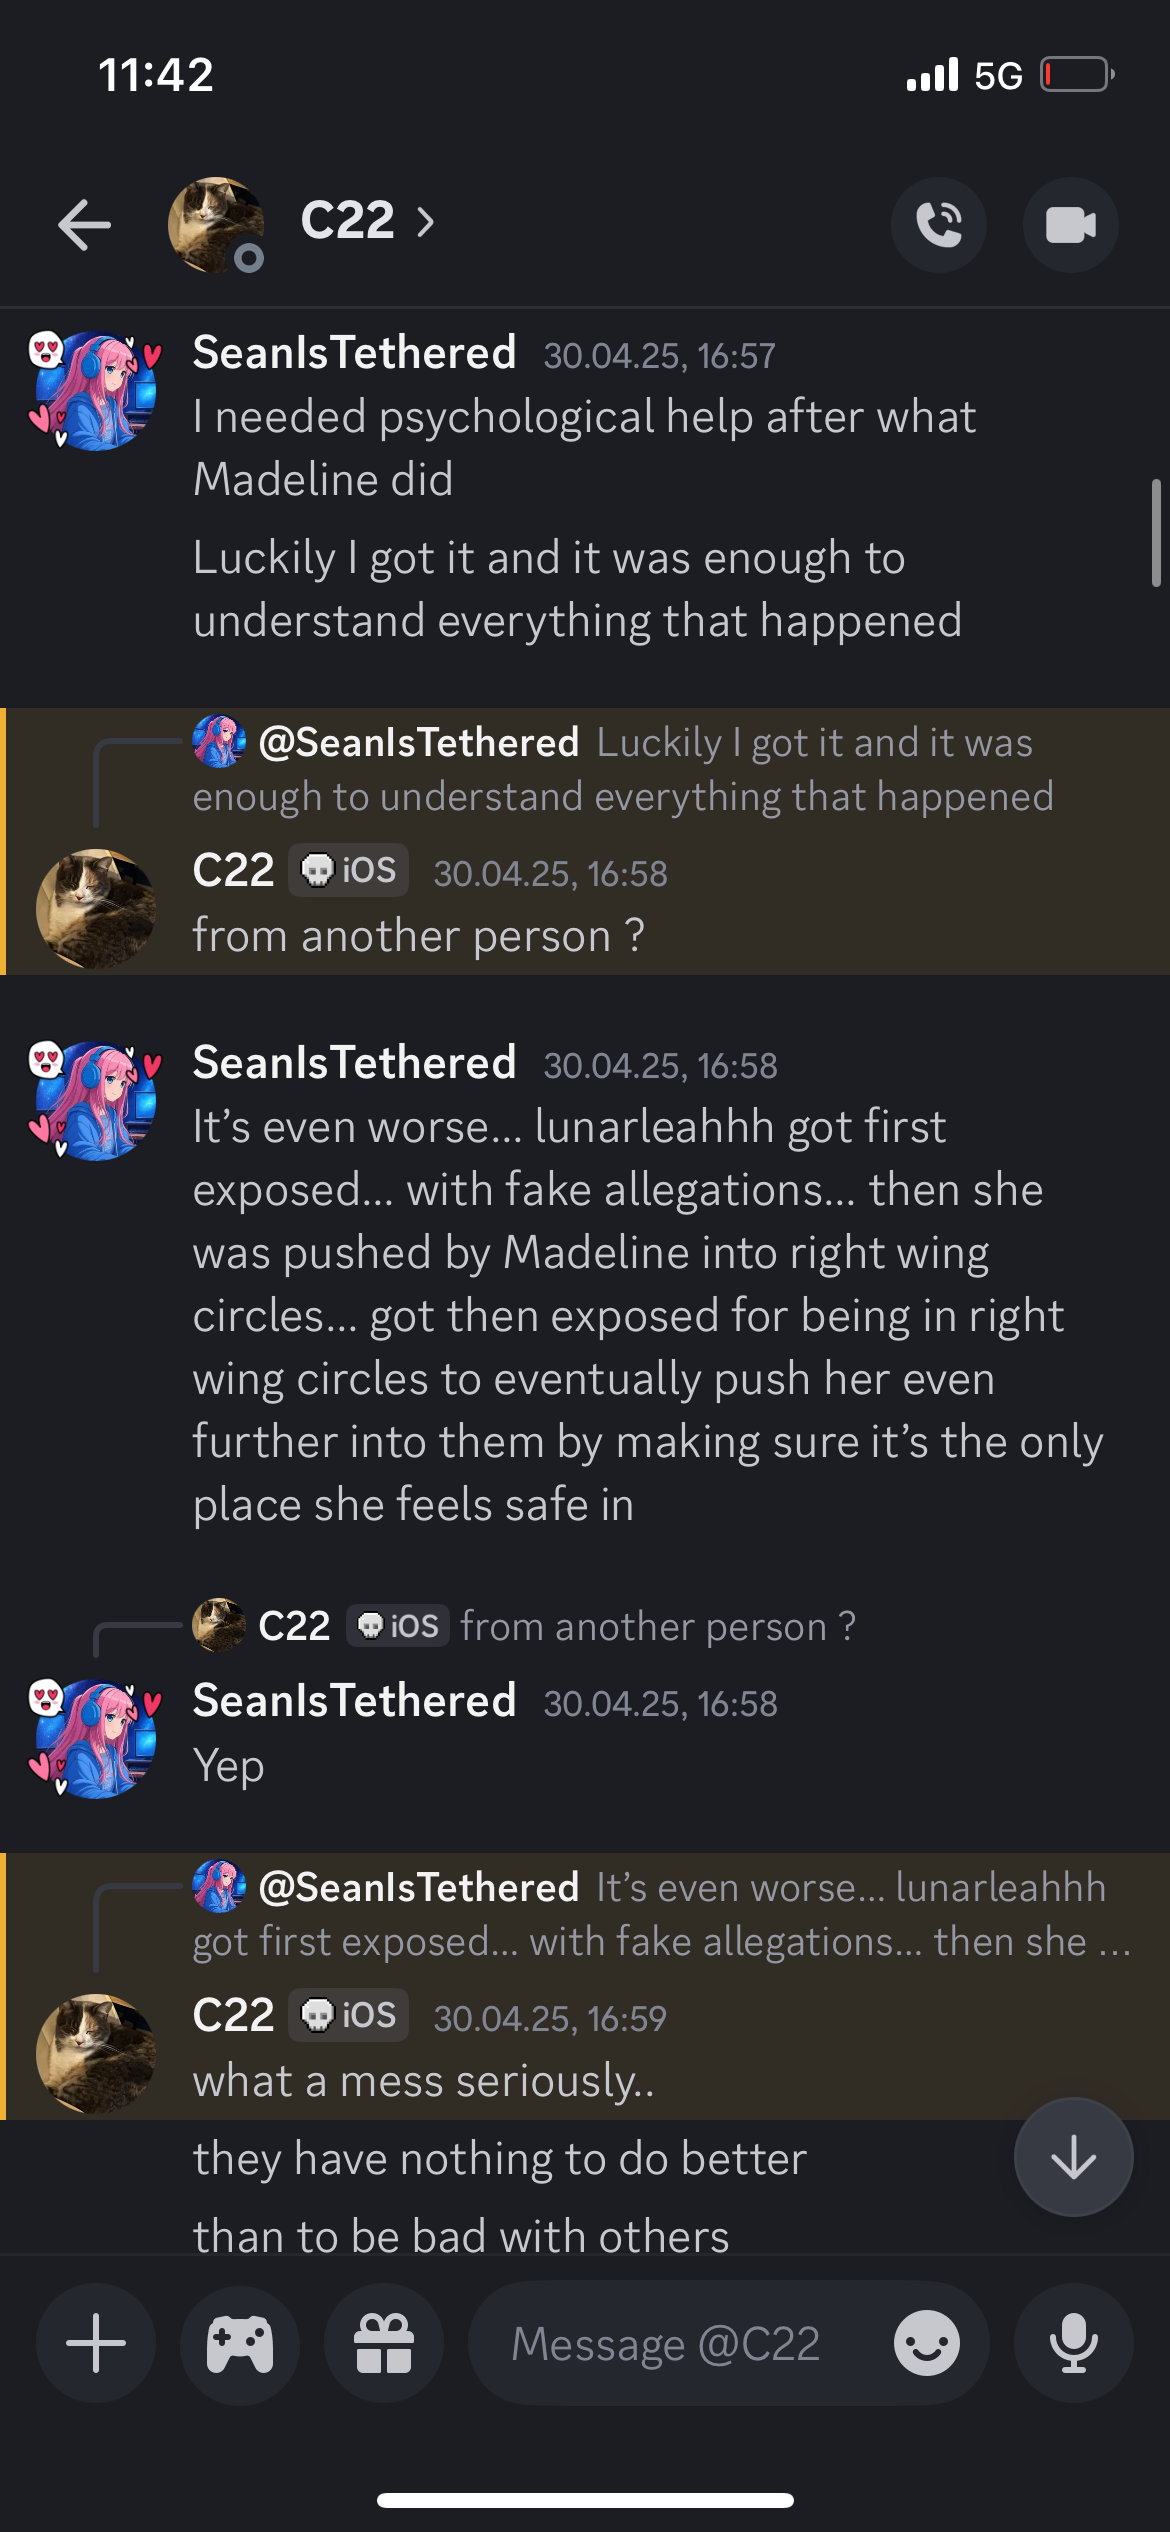 11:42
5G
C22
SeanIsTethered 30.04.25, 16:57
I needed psychological help after what
Madeline did
Luckily I got it and it was enough to
understand everything that happened
@SeanIsTethered Luckily I got it and it was
enough to understand everything that happened
C22 iOS 30.04.25, 16:58
from another person ?
SeanIsTethered 30.04.25, 16:58
It’s even worse... lunarleahhh got first
exposed... with fake allegations... then she
was pushed by Madeline into right wing
circles... got then exposed for being in right
wing circles to eventually push her even
further into them by making sure it’s the only
place she feels safe in
C22 iOS from another person ?
SeanIsTethered 30.04.25, 16:58
Yep
@SeanIsTethered It’s even worse... lunarleahhh
got first exposed... with fake allegations... then she ...
C22 iOS 30.04.25, 16:59
what a mess seriously..
they have nothing to do better
than to be bad with others
Message @C22